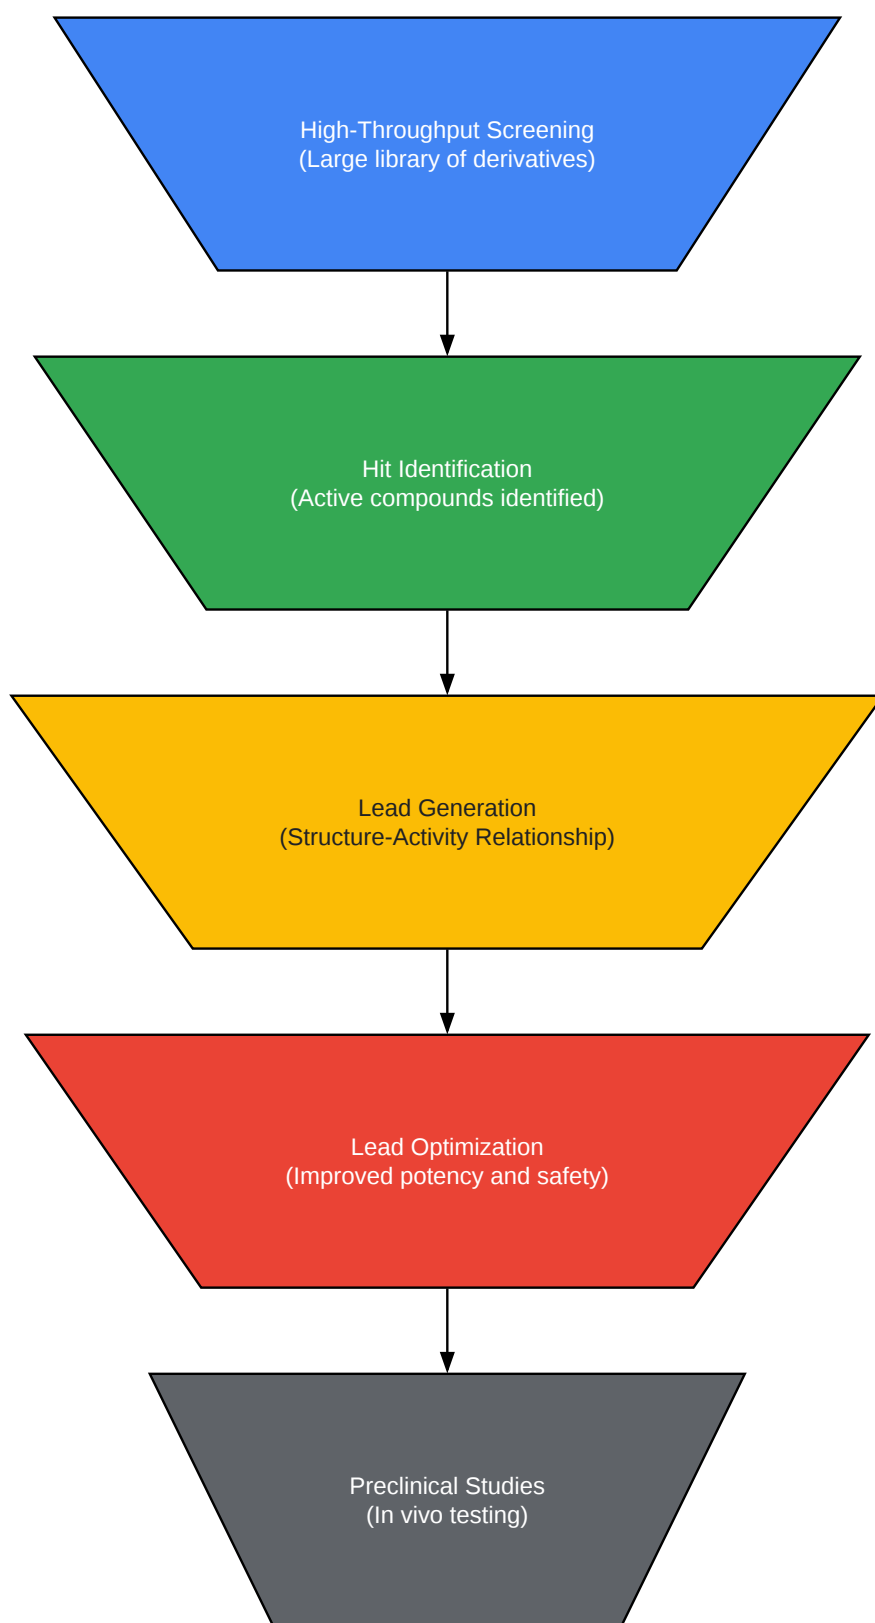 High-Throughput Screening
(Large library of derivatives)
Hit Identification
(Active compounds identified)
Lead Generation
(Structure-Activity Relationship)
Lead Optimization
(Improved potency and safety)
Preclinical Studies
(In vivo testing)